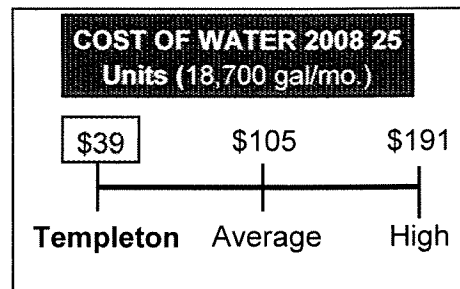 COST OF WATER 2008 25
Units (18,700 gal/mo.)
$39 $105 $191
Templeton Average High